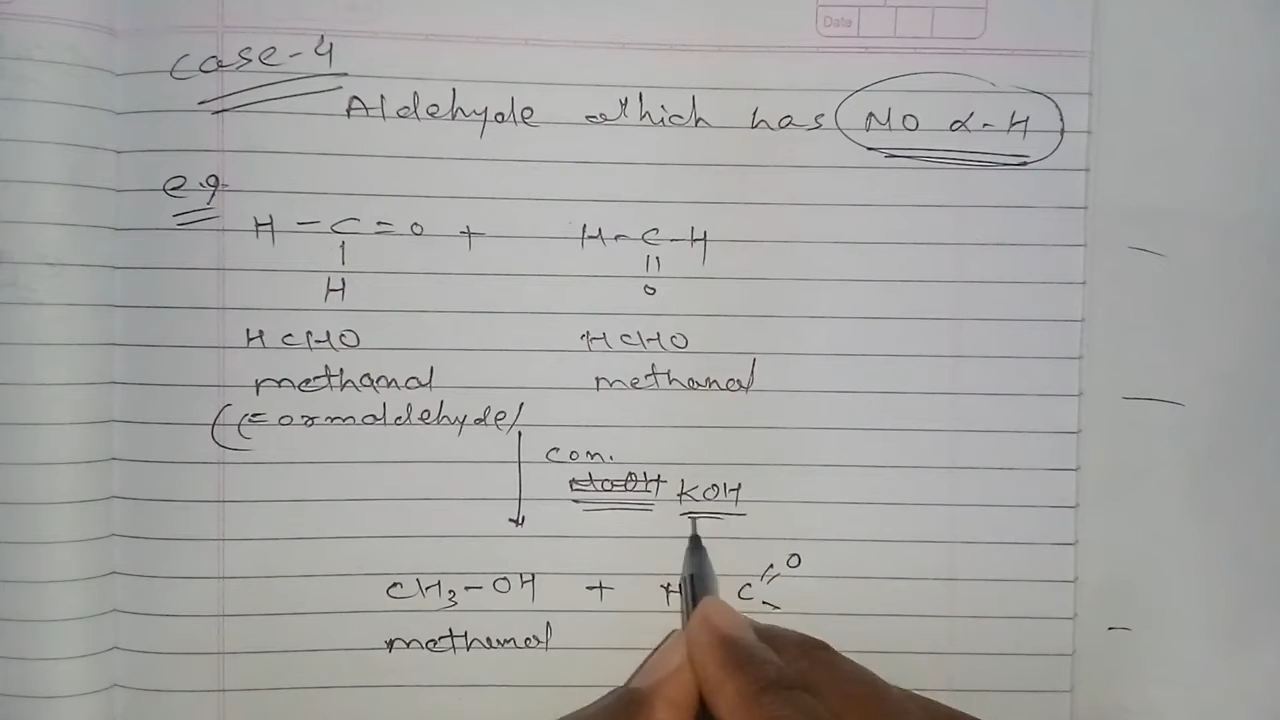 Date
Case-4
Aldehyde which has NO α-H
e.g.
H - C = O + H - C - H
| ||
H O
HCHO HCHO
methanal methanal
(Formaldehyde)
con.
NaOH KOH
CH3-OH + H C O
methanol